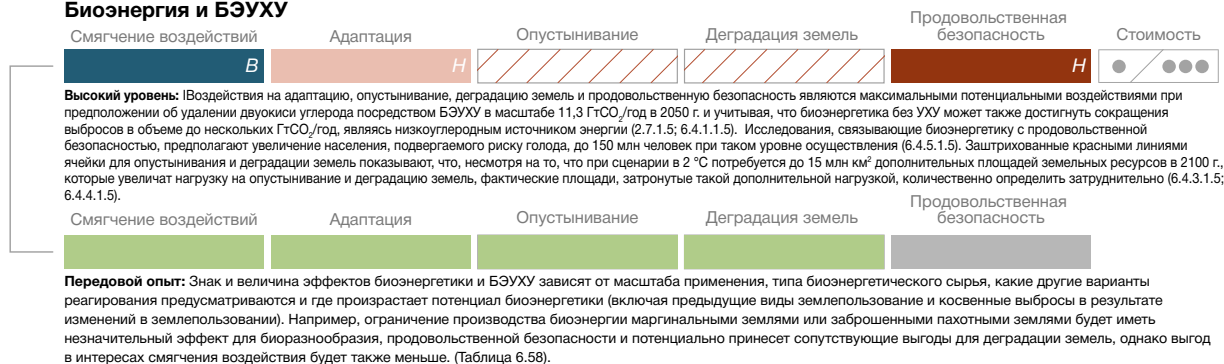 Биоэнергия и БЭУХУ
Смягчение воздействий Адаптация Опустынивание Деградация земель Продовольственная безопасность Стоимость
В Н Н
Высокий уровень: IВоздействия на адаптацию, опустынивание, деградацию земель и продовольственную безопасность являются максимальными потенциальными воздействиями при
предположении об удалении двуокиси углерода посредством БЭУХУ в масштабе 11,3 ГтCO₂/год в 2050 г. и учитывая, что биоэнергетика без УХУ может также достигнуть сокращения
выбросов в объеме до нескольких ГтCO₂/год, являясь низкоуглеродным источником энергии (2.7.1.5; 6.4.1.1.5). Исследования, связывающие биоэнергетику с продовольственной
безопасностью, предполагают увеличение населения, подвергаемого риску голода, до 150 млн человек при таком уровне осуществления (6.4.5.1.5). Заштрихованные красными линиями
ячейки для опустынивания и деградации земель показывают, что, несмотря на то, что при сценарии в 2 °C потребуется до 15 млн км² дополнительных площадей земельных ресурсов в 2100 г.,
которые увеличат нагрузку на опустынивание и деградацию земель, фактические площади, затронутые такой дополнительной нагрузкой, количественно определить затруднительно (6.4.3.1.5;
6.4.4.1.5).
Смягчение воздействий Адаптация Опустынивание Деградация земель Продовольственная безопасность
Передовой опыт: Знак и величина эффектов биоэнергетики и БЭУХУ зависят от масштаба применения, типа биоэнергетического сырья, какие другие варианты
реагирования предусматриваются и где произрастает потенциал биоэнергетики (включая предыдущие виды землепользование и косвенные выбросы в результате
изменений в землепользовании). Например, ограничение производства биоэнергии маргинальными землями или заброшенными пахотными землями будет иметь
незначительный эффект для биоразнообразия, продовольственной безопасности и потенциально принесет сопутствующие выгоды для деградации земель, однако выгод
в интересах смягчения воздействия будет также меньше. (Таблица 6.58).